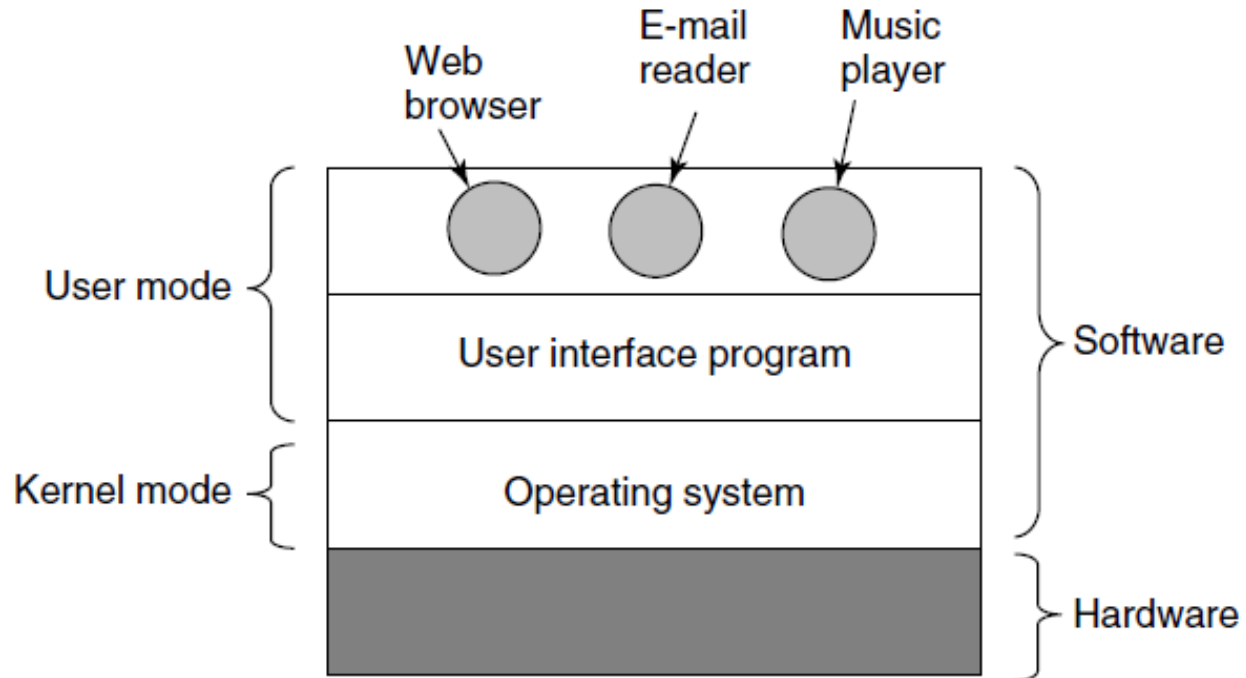 Web
browser
E-mail
reader
Music
player
User mode
User interface program
Software
Kernel mode
Operating system
Hardware